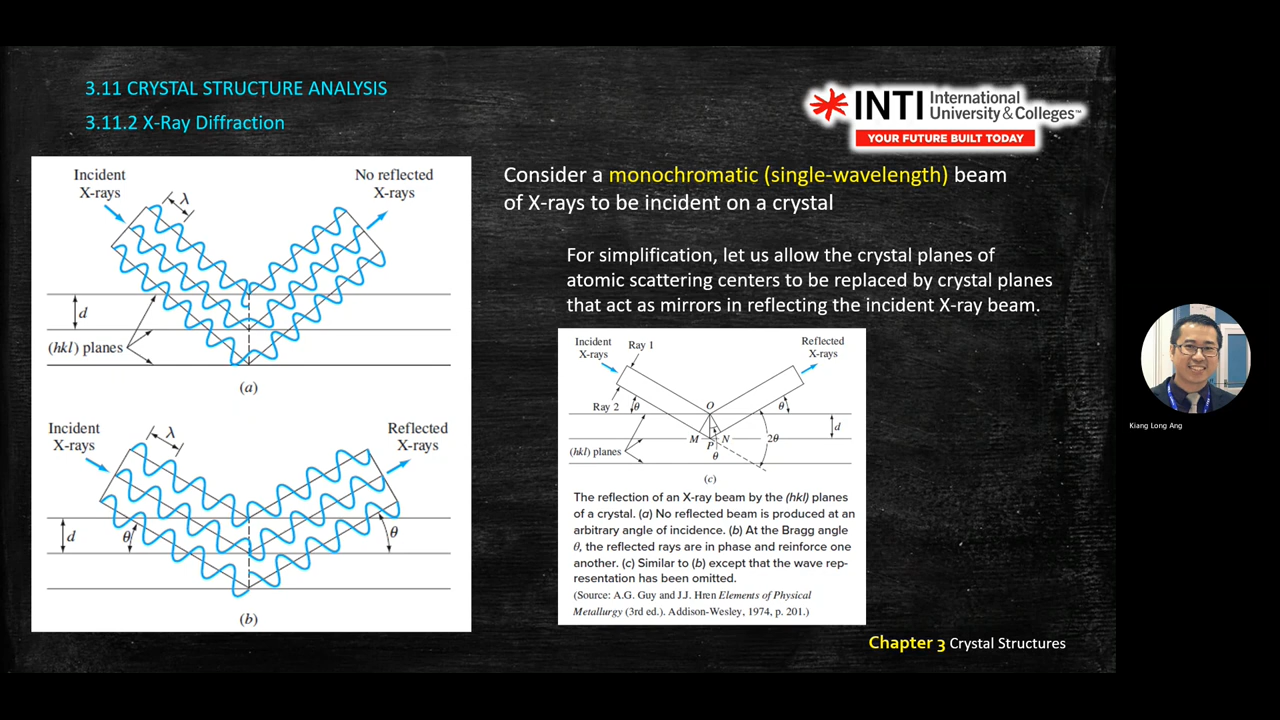 3.11 CRYSTAL STRUCTURE ANALYSIS
3.11.2 X-Ray Diffraction
INTI International
University & Colleges™
YOUR FUTURE BUILT TODAY
Incident
X-rays
λ
No reflected
X-rays
d
(hkl) planes
(a)
Incident
X-rays
λ
Reflected
X-rays
d
θ
θ
(b)
Consider a monochromatic (single-wavelength) beam
of X-rays to be incident on a crystal
For simplification, let us allow the crystal planes of
atomic scattering centers to be replaced by crystal planes
that act as mirrors in reflecting the incident X-ray beam.
Incident
X-rays
Ray 1
Reflected
X-rays
Ray 2
θ
O
θ
d
M
P
N
2θ
θ
(hkl) planes
(c)
The reflection of an X-ray beam by the (hkl) planes
of a crystal. (a) No reflected beam is produced at an
arbitrary angle of incidence. (b) At the Bragg angle
θ, the reflected rays are in phase and reinforce one
another. (c) Similar to (b) except that the wave rep-
resentation has been omitted.
(Source: A.G. Guy and J.J. Hren Elements of Physical
Metallurgy (3rd ed.). Addison-Wesley, 1974, p. 201.)
Chapter 3 Crystal Structures
Kiang Long Ang